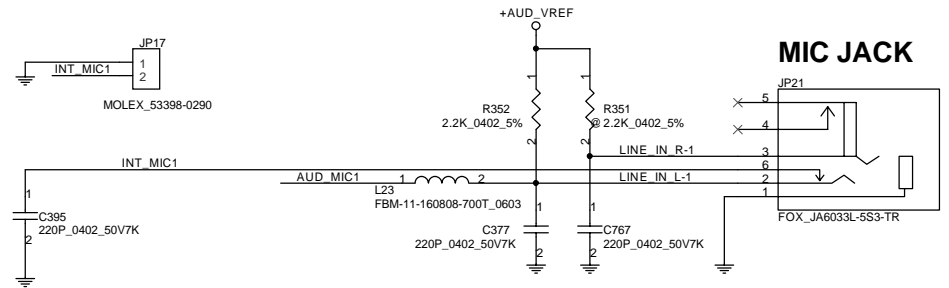 +AUD_VREF
JP17
1
INT_MIC1
2
MOLEX_53398-0290
MIC JACK
JP21
1
1
R352
R351
2.2K_0402_5%
@ 2.2K_0402_5%
2
2
5
4
LINE_IN_R-1
3
INT_MIC1
6
AUD_MIC1
1
2
LINE_IN_L-1
2
L23
1
FBM-11-160808-700T_0603
FOX_JA6033L-5S3-TR
1
C395
2
220P_0402_50V7K
1
1
C377
C767
220P_0402_50V7K
220P_0402_50V7K
2
2